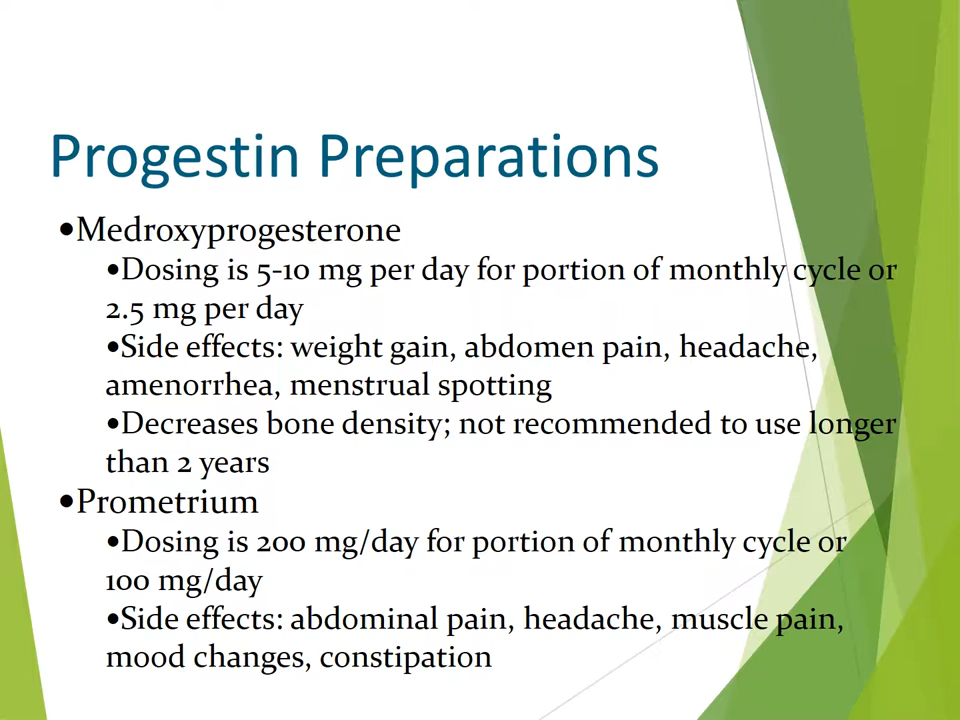 Progestin Preparations
•Medroxyprogesterone
•Dosing is 5-10 mg per day for portion of monthly cycle or
2.5 mg per day
•Side effects: weight gain, abdomen pain, headache,
amenorrhea, menstrual spotting
•Decreases bone density; not recommended to use longer
than 2 years
•Prometrium
•Dosing is 200 mg/day for portion of monthly cycle or
100 mg/day
•Side effects: abdominal pain, headache, muscle pain,
mood changes, constipation